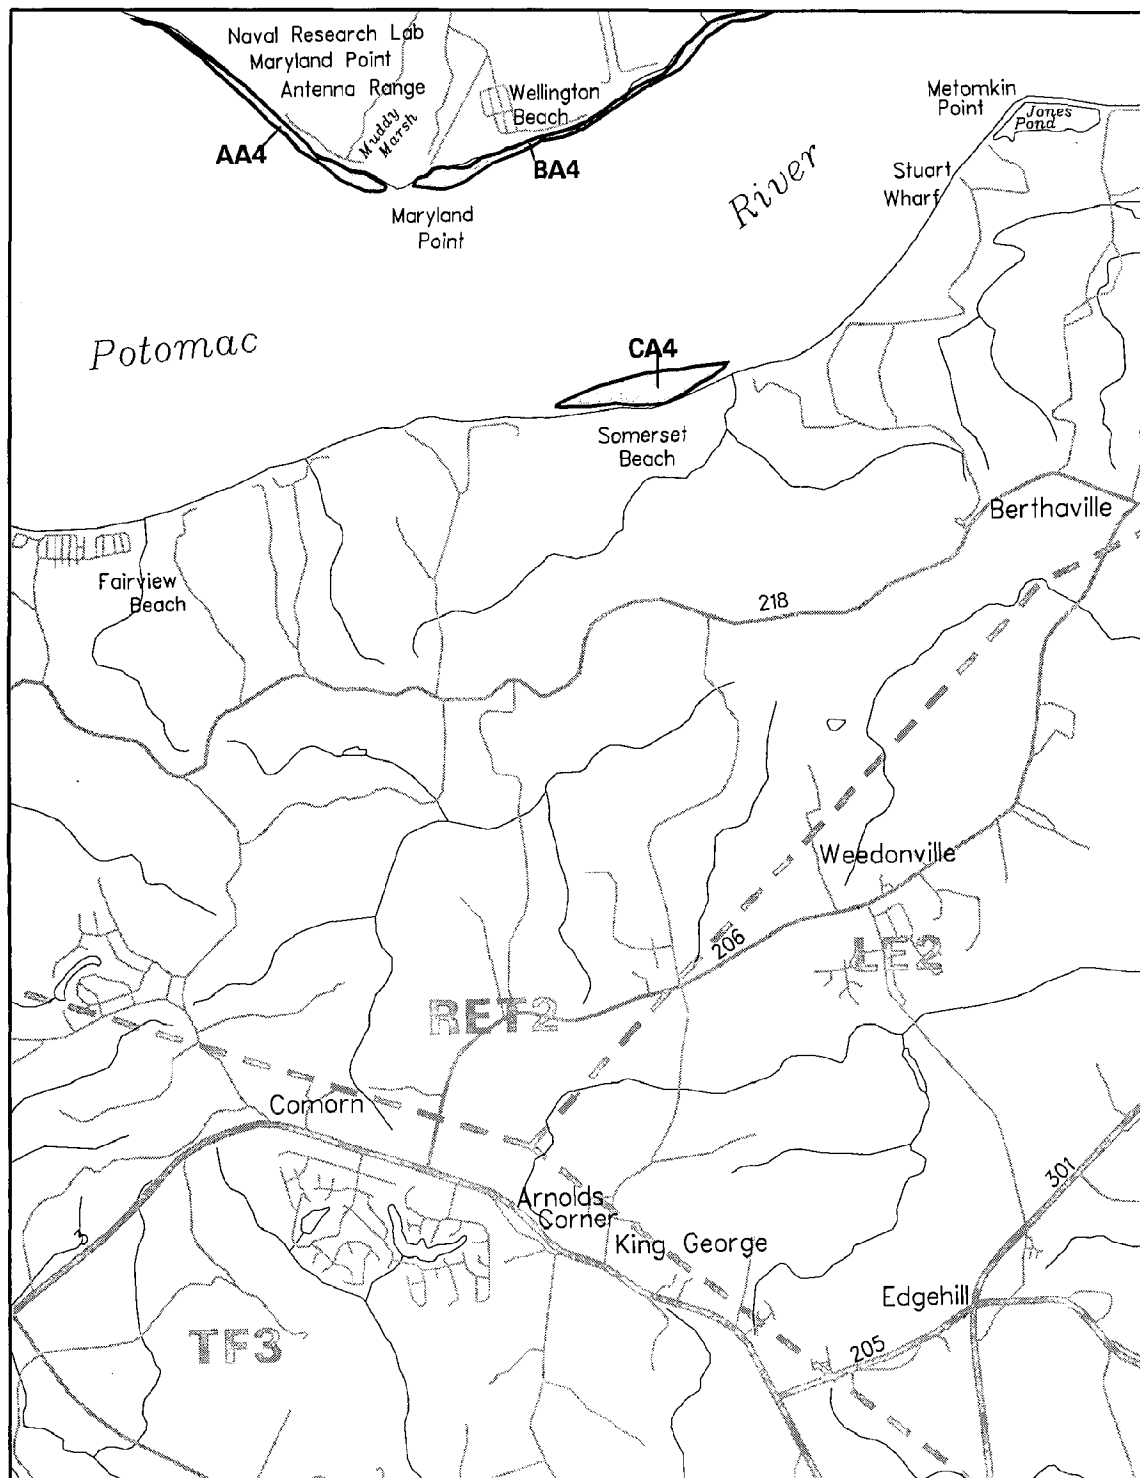 Naval Research Lab
Maryland Point
Antenna Range
Muddy
Marsh
Wellington
Beach
AA4
BA4
Maryland
Point
Metomkin
Point
Jones
Pond
Stuart
Wharf
River
Potomac
CA4
Somerset
Beach
Berthaville
Fairview
Beach
218
Weedonville
206
LE2
RET2
Comorn
Arnolds
Corner
King George
301
3
Edgehill
205
TF3